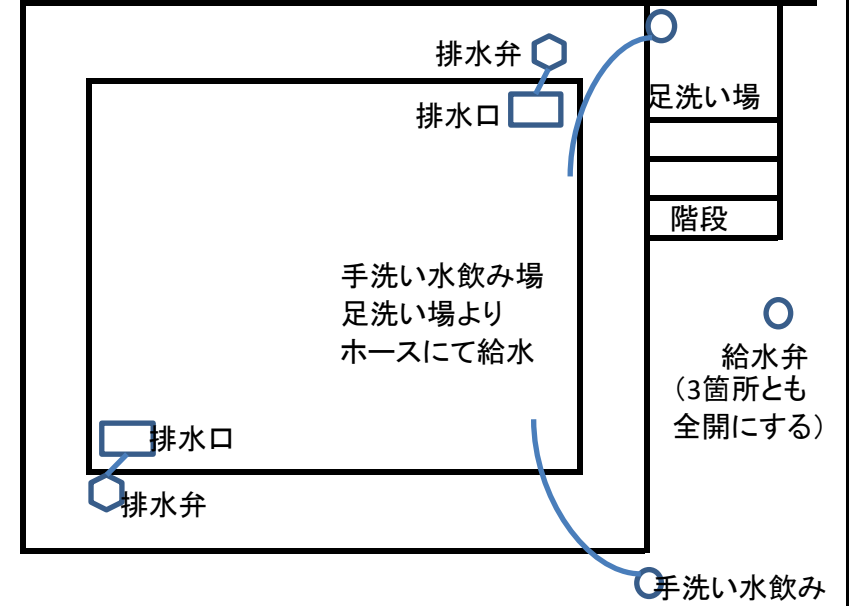 排水弁
足洗い場
排水口
階段
手洗い水飲み場
足洗い場より
ホースにて給水
給水弁
（3箇所とも
全開にする）
排水口
排水弁
手洗い水飲み